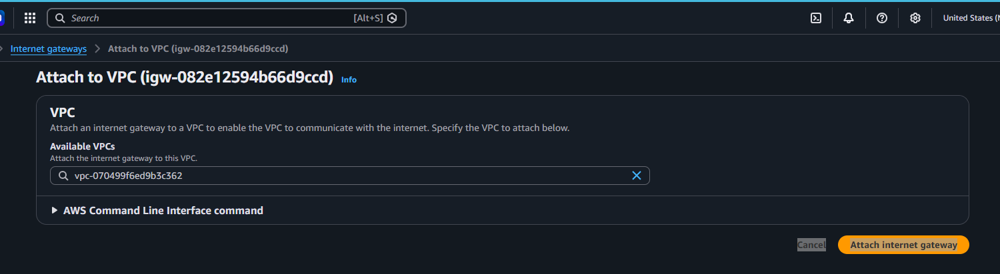 Search [Alt+S] United States (N
Internet gateways Attach to VPC (igw-082e12594b66d9ccd)
Attach to VPC (igw-082e12594b66d9ccd) Info
VPC
Attach an internet gateway to a VPC to enable the VPC to communicate with the internet. Specify the VPC to attach below.
Available VPCs
Attach the internet gateway to this VPC.
vpc-070499f6ed9b3c362
AWS Command Line Interface command
Cancel Attach internet gateway